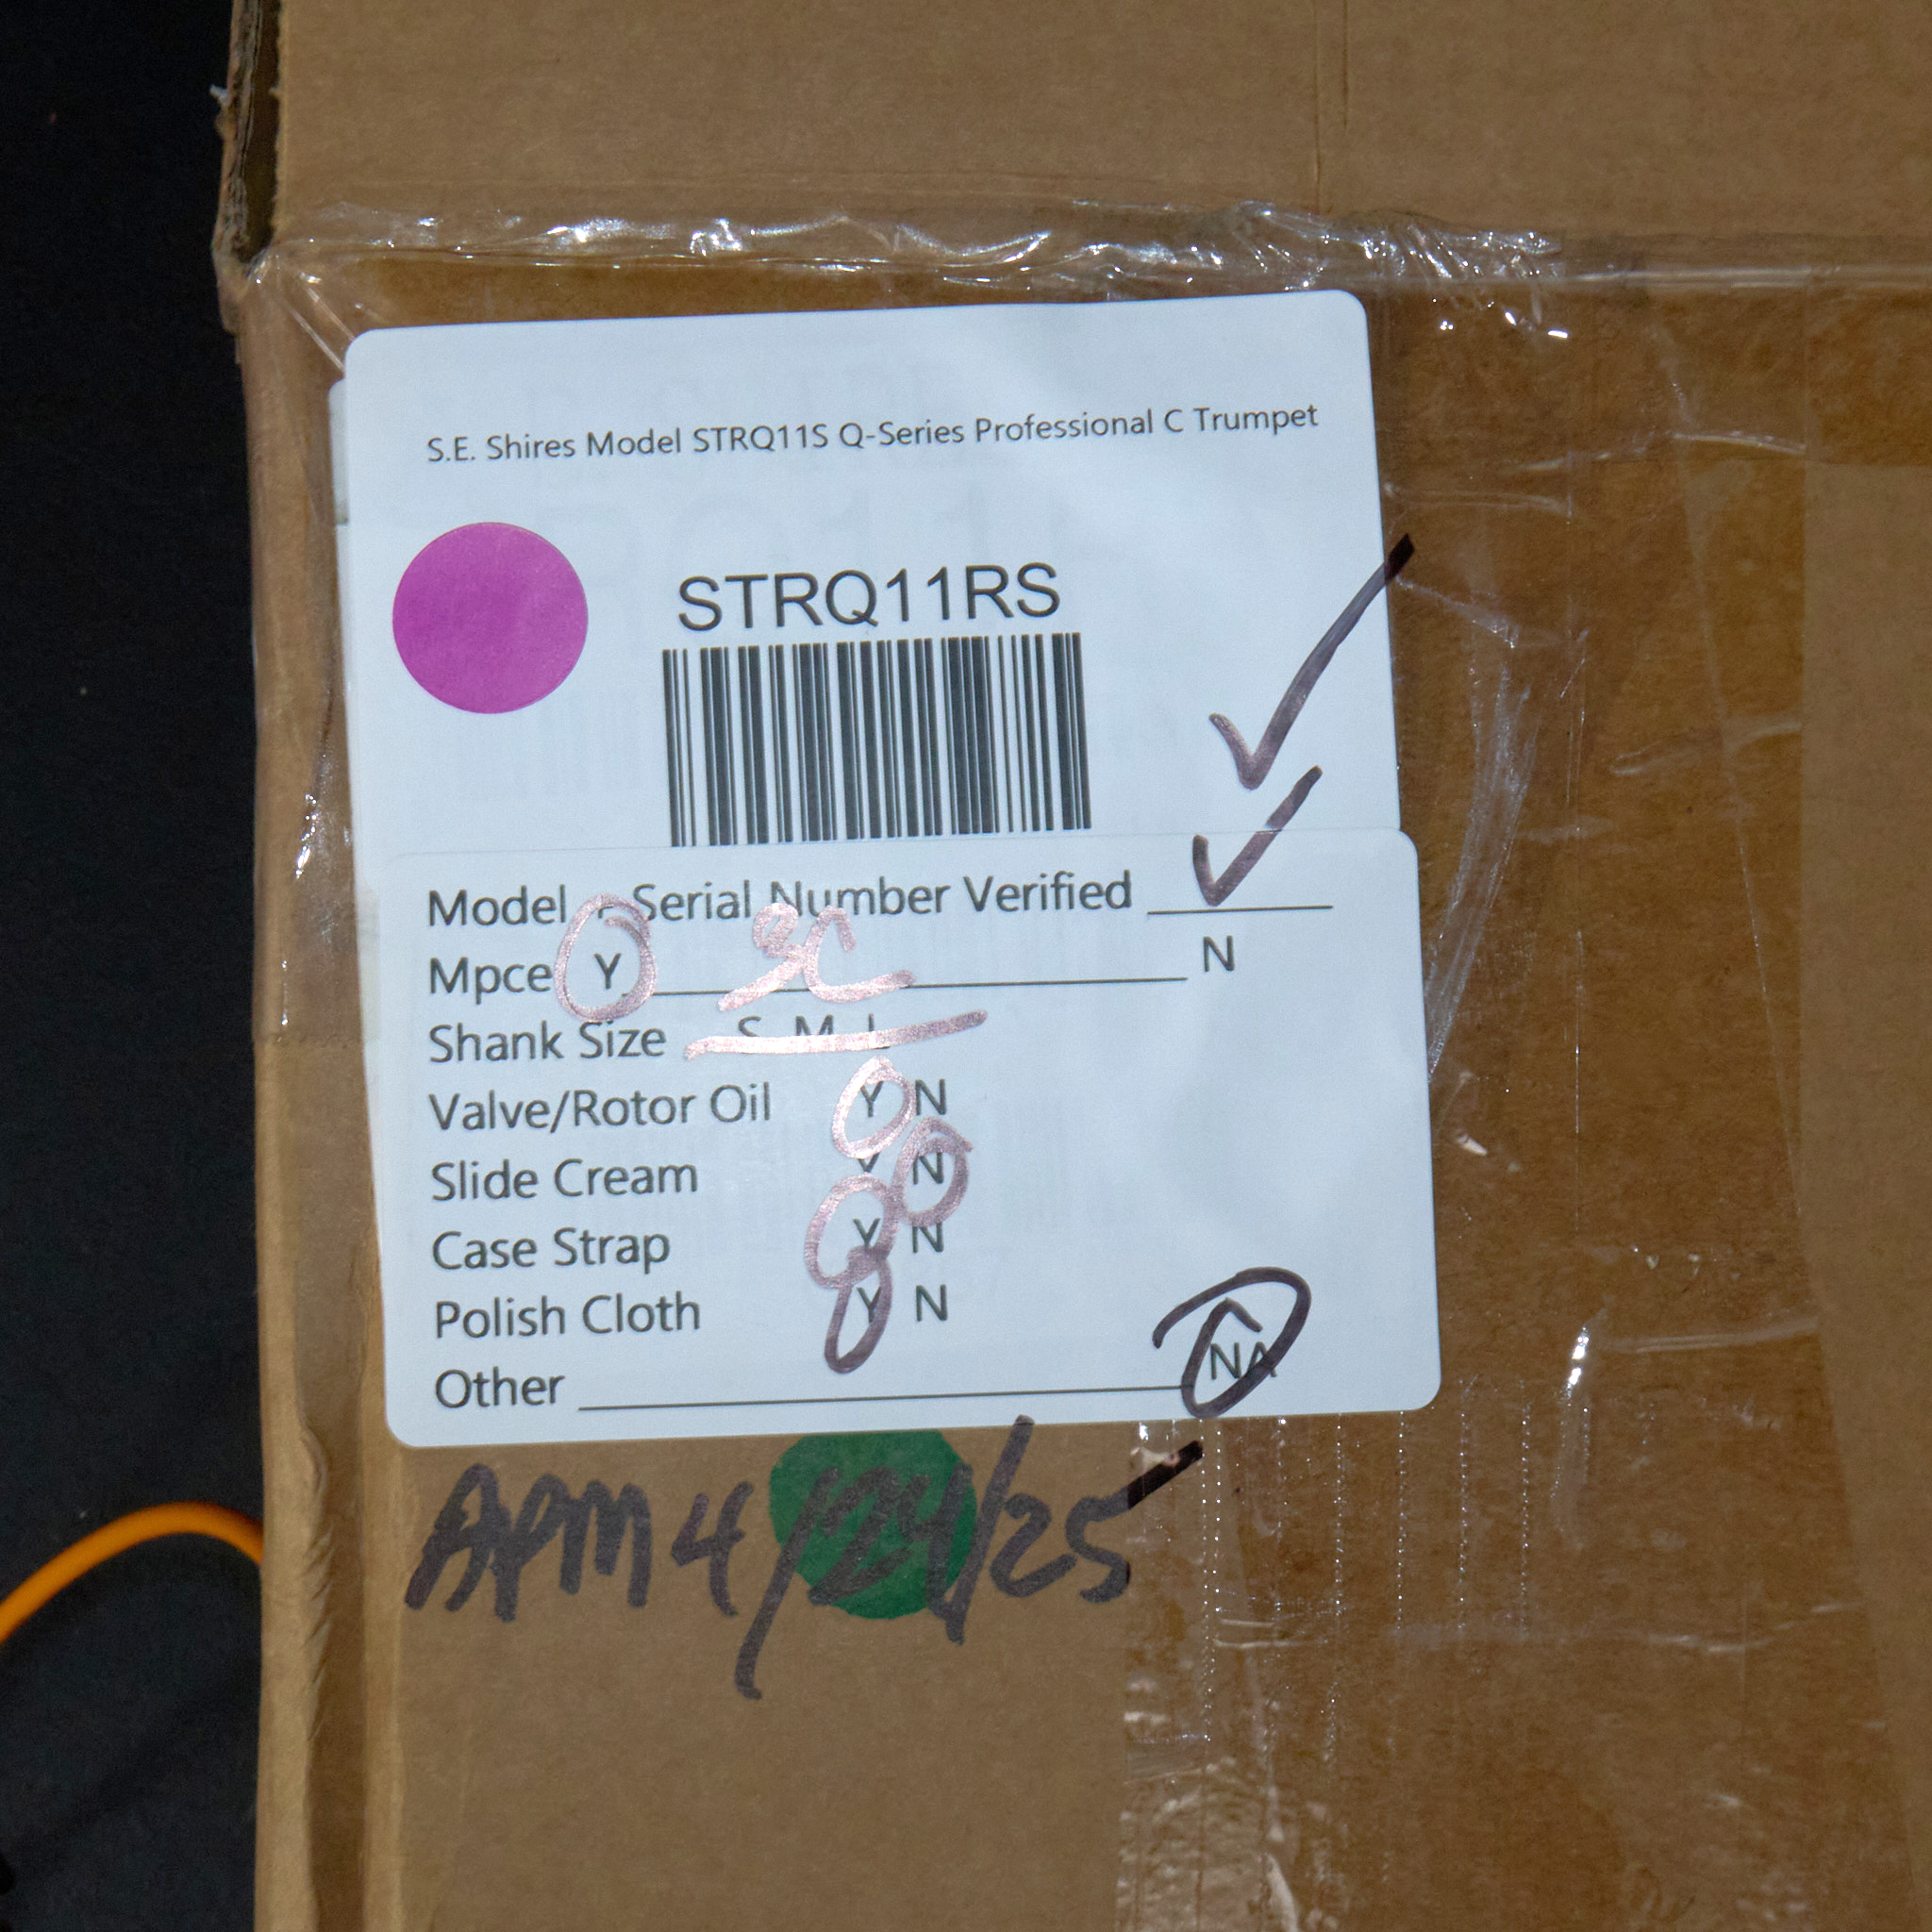 S.E. Shires Model STRQ11S Q-Series Professional C Trumpet
STRQ11RS
Model - Serial Number Verified ✓
Mpce Y 3C N
Shank Size S M L
Valve/Rotor Oil Y N
Slide Cream Y N
Case Strap Y N
Polish Cloth Y N
Other NA
APM 4/24/25